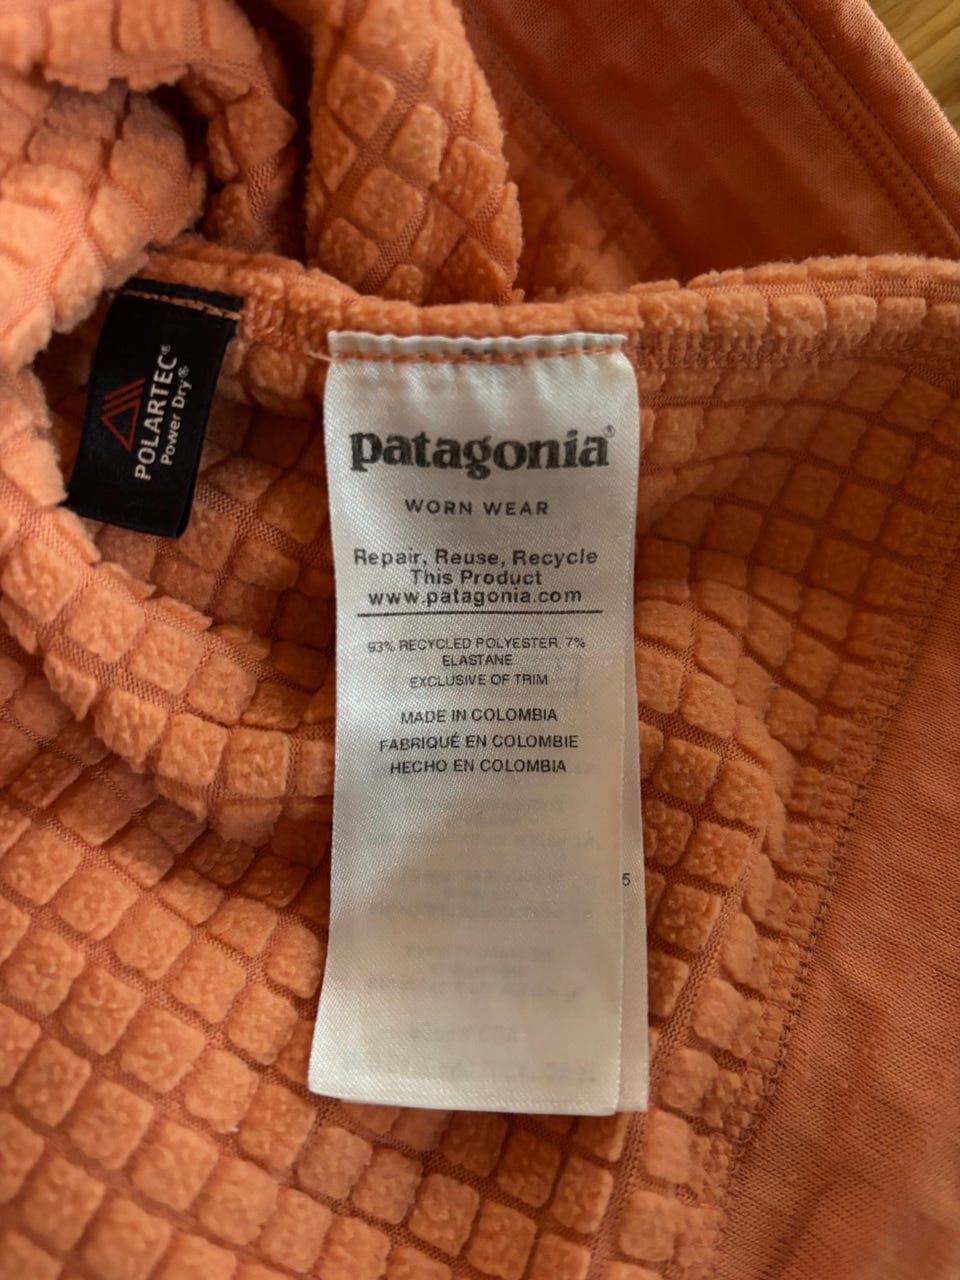 POLARTEC®
Power Dry®
patagonia®
WORN WEAR
Repair, Reuse, Recycle
This Product
www.patagonia.com
93% RECYCLED POLYESTER, 7%
ELASTANE
EXCLUSIVE OF TRIM
MADE IN COLOMBIA
FABRIQUÉ EN COLOMBIE
HECHO EN COLOMBIA
5